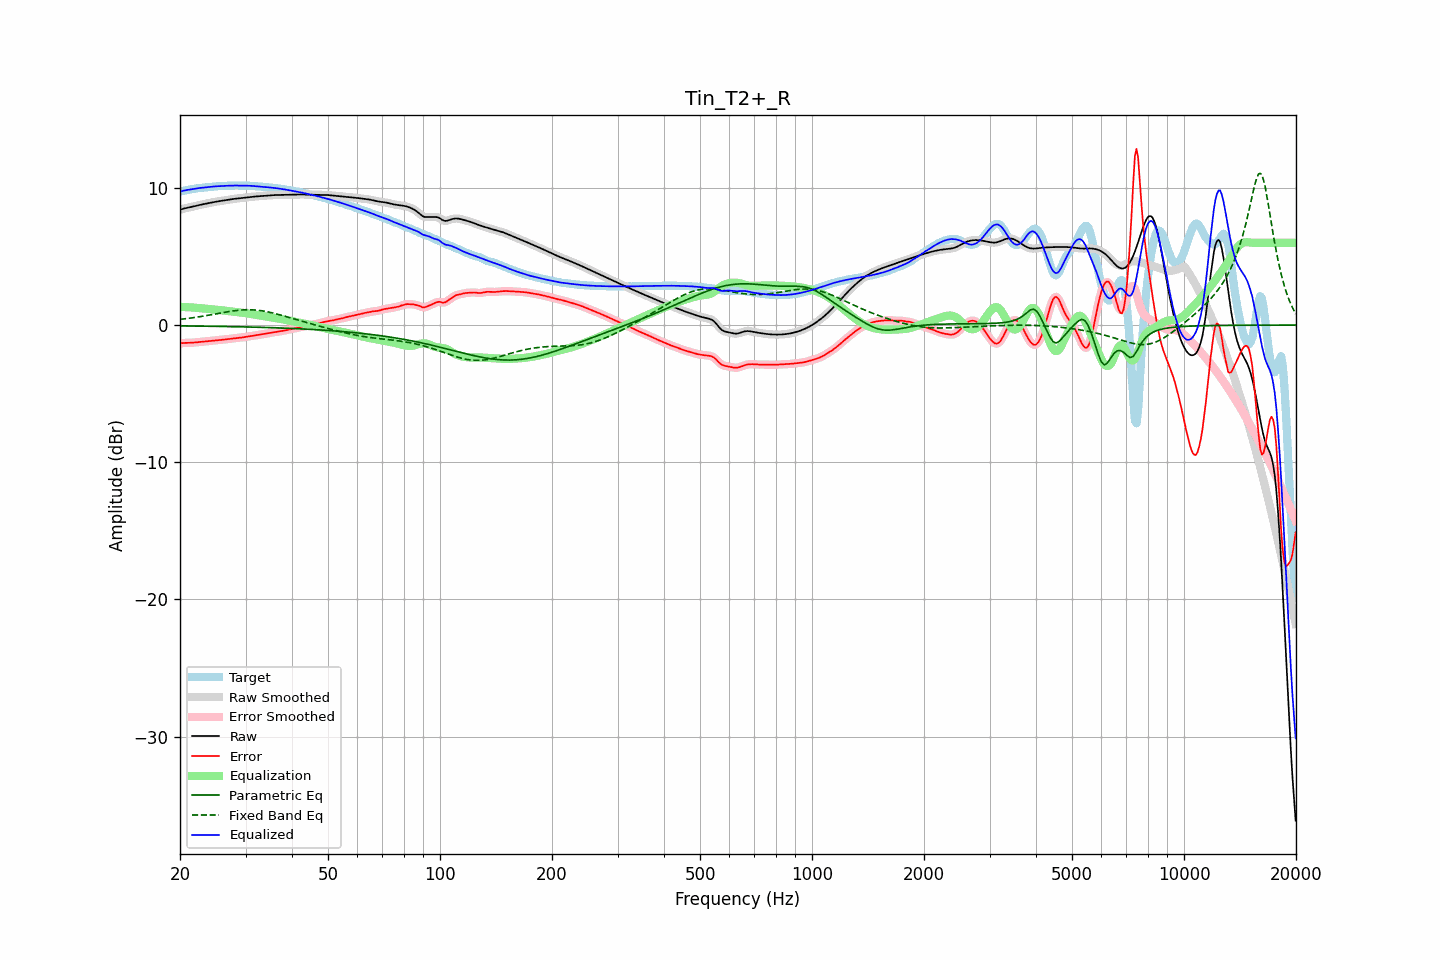 Tin_T2+_R
Amplitude (dBr)
10
0
−10
−20
−30
Target
Raw Smoothed
Error Smoothed
Raw
Error
Equalization
Parametric Eq
Fixed Band Eq
Equalized
20 50 100 200 500 1000 2000 5000 10000 20000
Frequency (Hz)